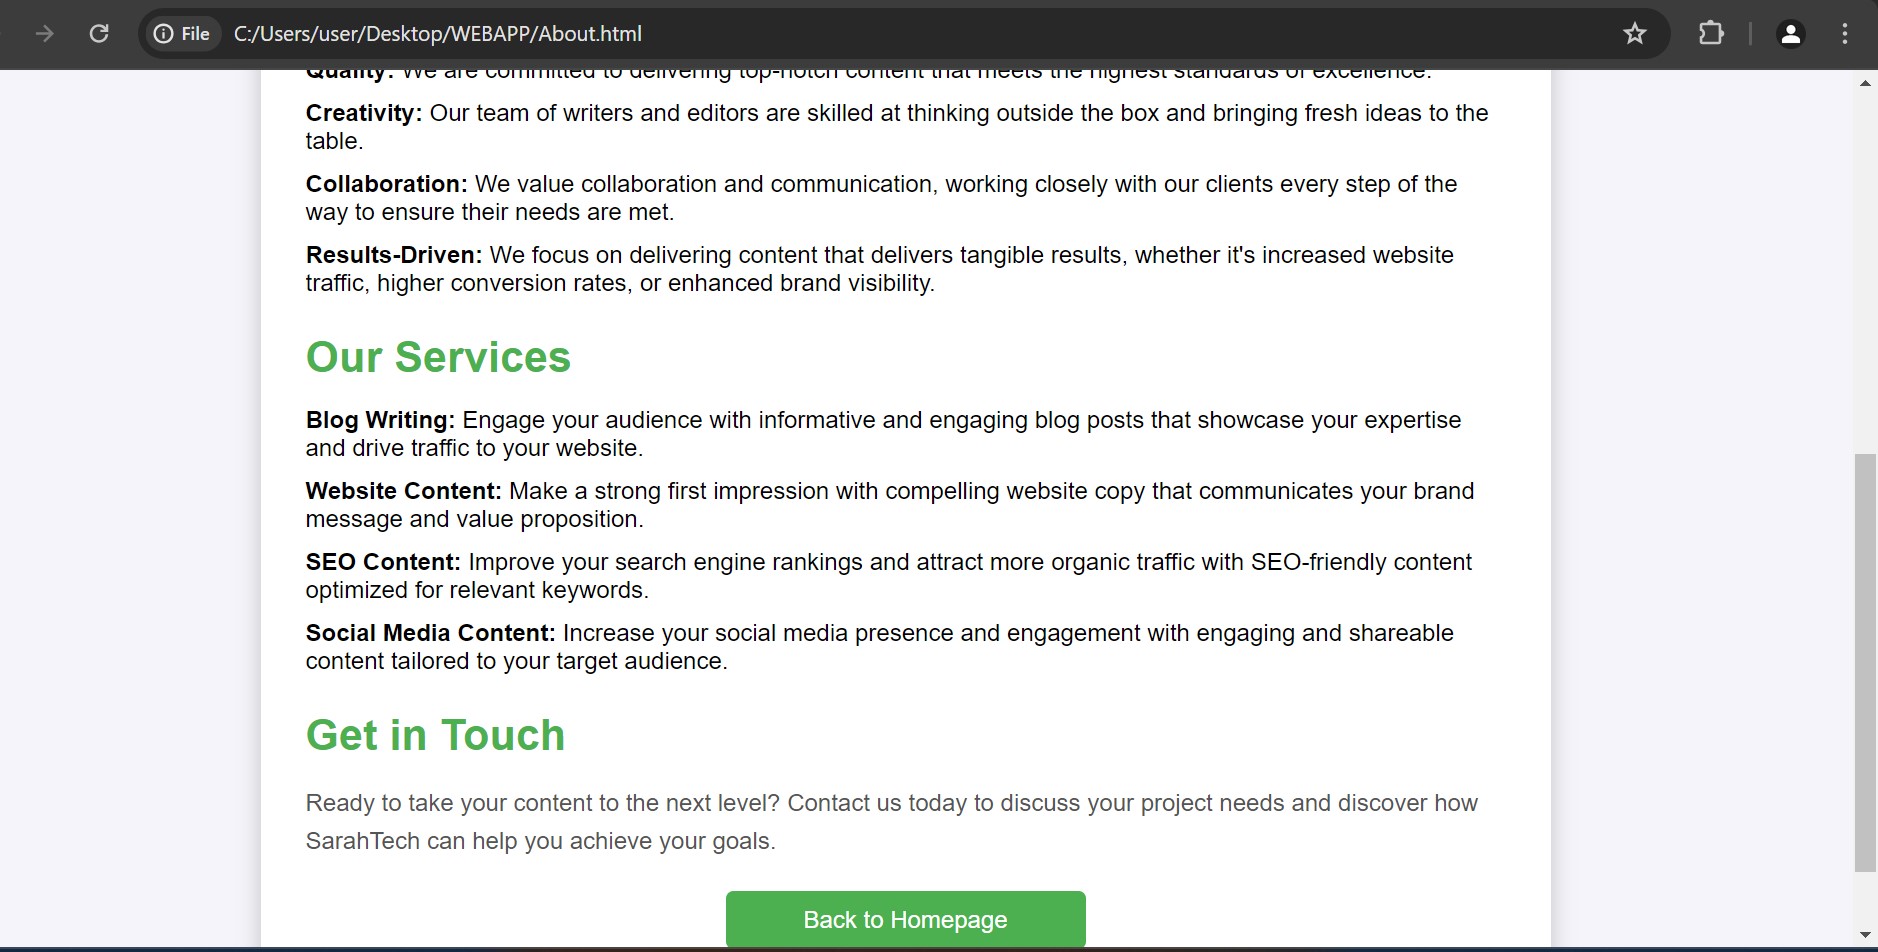 File C:/Users/user/Desktop/WEBAPP/About.html
Quality: We are committed to delivering top-notch content that meets the highest standards of excellence.
Creativity: Our team of writers and editors are skilled at thinking outside the box and bringing fresh ideas to the
table.
Collaboration: We value collaboration and communication, working closely with our clients every step of the
way to ensure their needs are met.
Results-Driven: We focus on delivering content that delivers tangible results, whether it's increased website
traffic, higher conversion rates, or enhanced brand visibility.
Our Services
Blog Writing: Engage your audience with informative and engaging blog posts that showcase your expertise
and drive traffic to your website.
Website Content: Make a strong first impression with compelling website copy that communicates your brand
message and value proposition.
SEO Content: Improve your search engine rankings and attract more organic traffic with SEO-friendly content
optimized for relevant keywords.
Social Media Content: Increase your social media presence and engagement with engaging and shareable
content tailored to your target audience.
Get in Touch
Ready to take your content to the next level? Contact us today to discuss your project needs and discover how
SarahTech can help you achieve your goals.
Back to Homepage